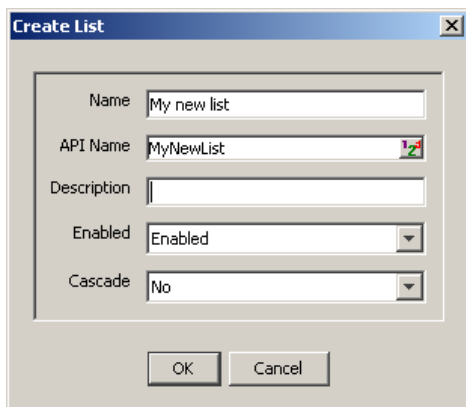 Create List
Name My new list
API Name MyNewList
Description
Enabled Enabled
Cascade No
OK Cancel